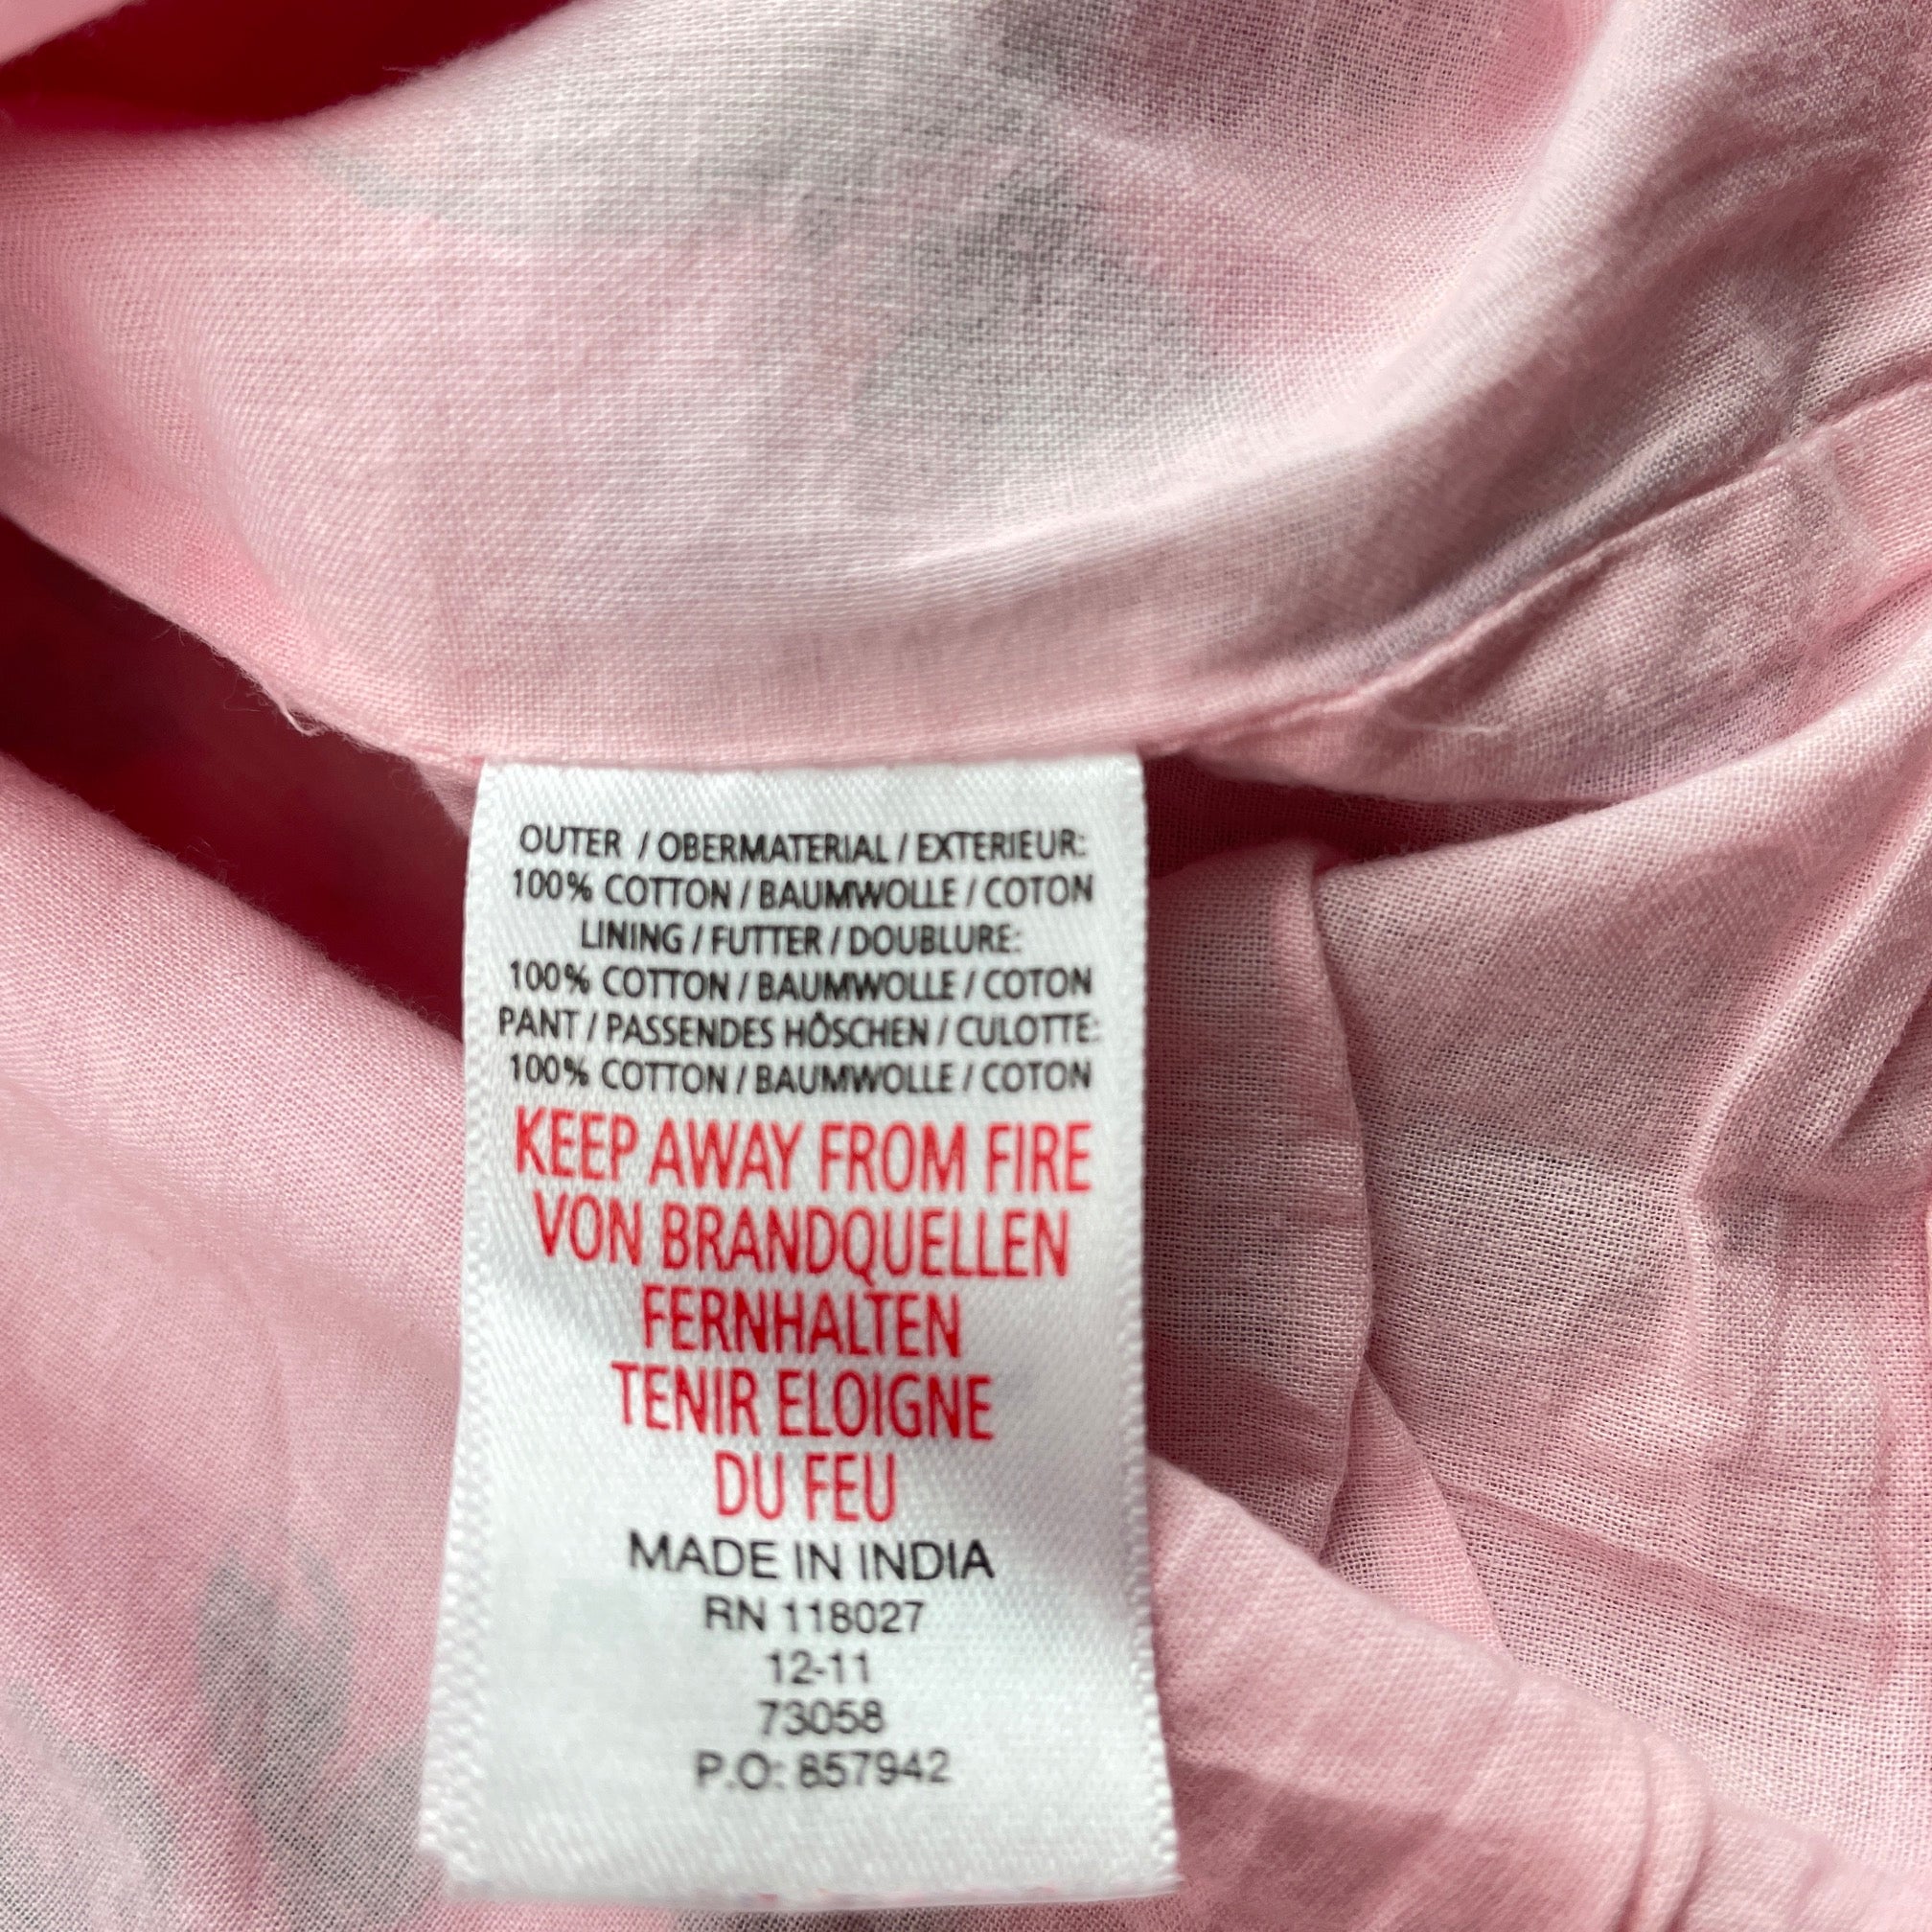 OUTER / OBERMATERIAL / EXTERIEUR:
100% COTTON / BAUMWOLLE / COTON
LINING / FUTTER / DOUBLURE:
100% COTTON / BAUMWOLLE / COTON
PANT / PASSENDES HÔSCHEN / CULOTTE:
100% COTTON / BAUMWOLLE / COTON
KEEP AWAY FROM FIRE
VON BRANDQUELLEN
FERNHALTEN
TENIR ELOIGNE
DU FEU
MADE IN INDIA
RN 118027
12-11
73058
P.O: 857942